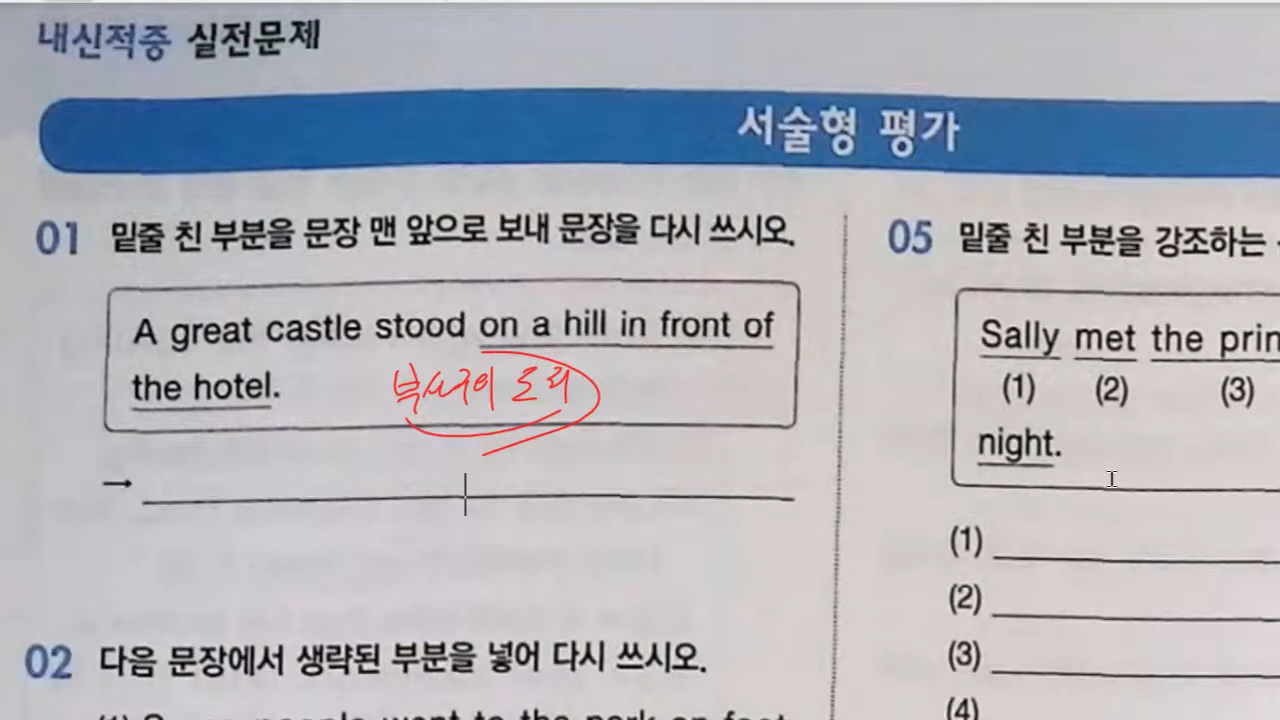 내신적중 실전문제
서술형 평가
01 밑줄 친 부분을 문장 맨 앞으로 보내 문장을 다시 쓰시오.
A great castle stood on a hill in front of
the hotel.
부사구의 도치
→
02 다음 문장에서 생략된 부분을 넣어 다시 쓰시오.
05 밑줄 친 부분을 강조하는
Sally met the prin
(1) (2) (3)
night.
(1)
(2)
(3)
(4)